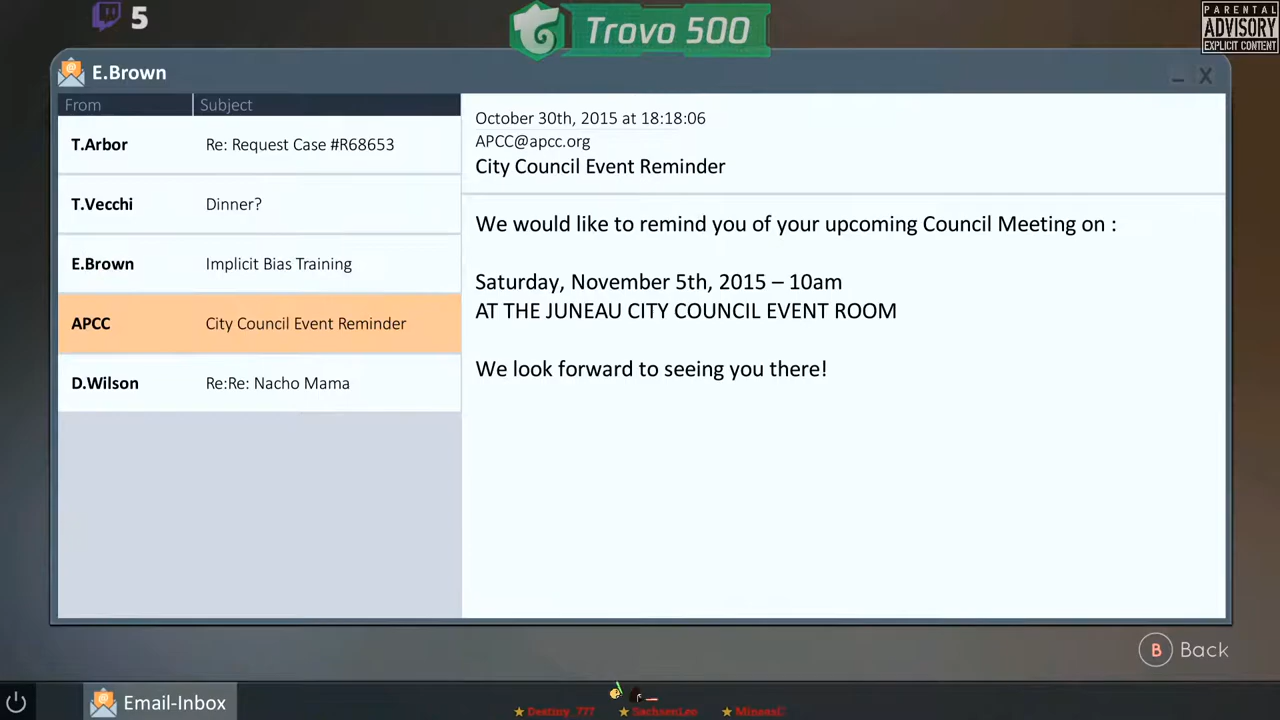 5
Trovo 500
PARENTAL
ADVISORY
EXPLICIT CONTENT
E.Brown
From Subject
T.Arbor Re: Request Case #R68653
T.Vecchi Dinner?
E.Brown Implicit Bias Training
APCC City Council Event Reminder
D.Wilson Re:Re: Nacho Mama
October 30th, 2015 at 18:18:06
APCC@apcc.org
City Council Event Reminder
We would like to remind you of your upcoming Council Meeting on :
Saturday, November 5th, 2015 – 10am
AT THE JUNEAU CITY COUNCIL EVENT ROOM
We look forward to seeing you there!
B Back
Email-Inbox
Destiny_777 SachsenLeo